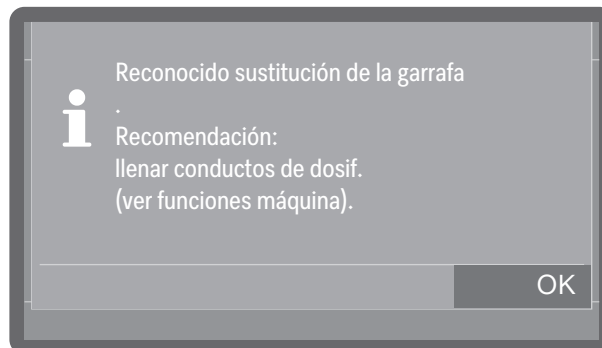 Reconocido sustitución de la garrafa
.
Recomendación:
llenar conductos de dosif.
(ver funciones máquina).
OK